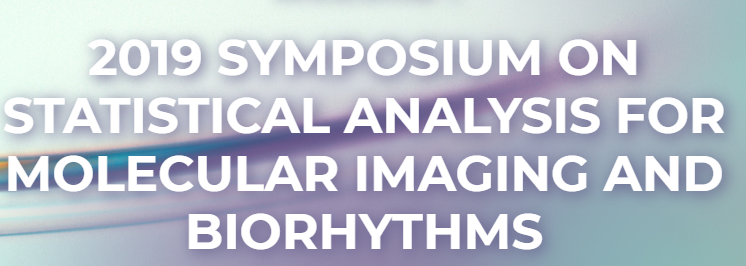 2019 SYMPOSIUM ON
STATISTICAL ANALYSIS FOR
MOLECULAR IMAGING AND
BIORHYTHMS